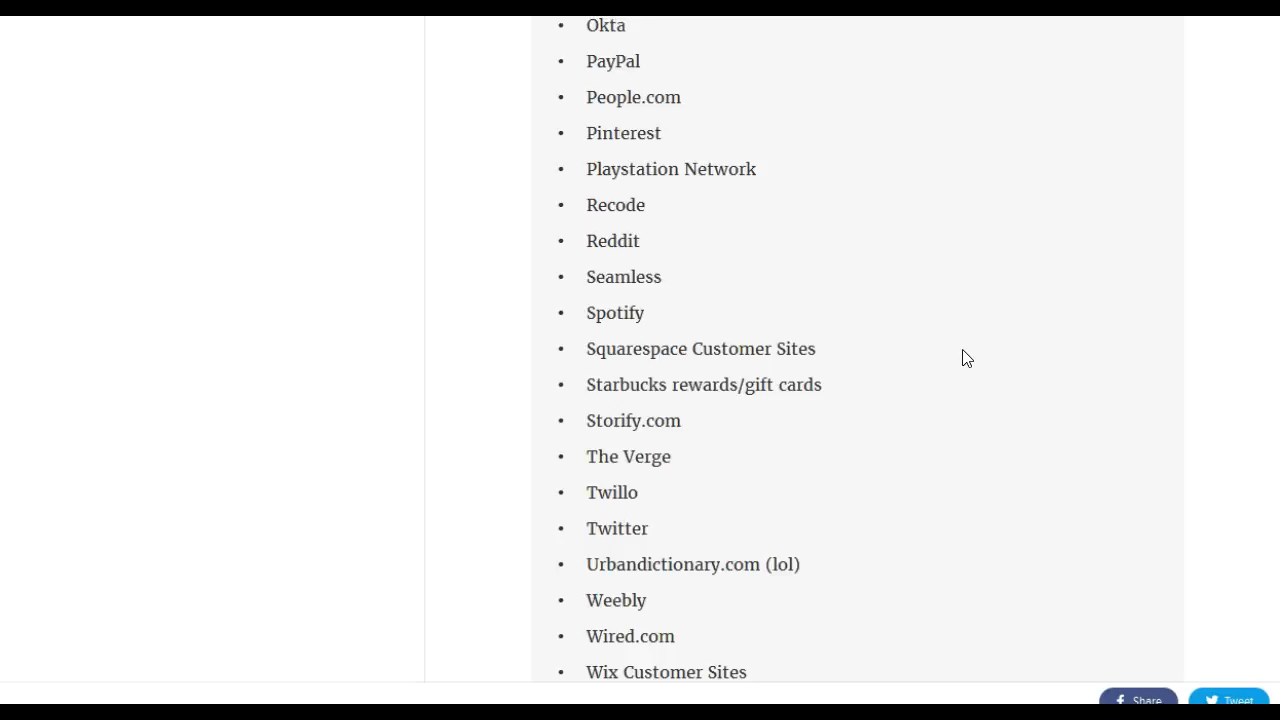 • Okta
• PayPal
• People.com
• Pinterest
• Playstation Network
• Recode
• Reddit
• Seamless
• Spotify
• Squarespace Customer Sites
• Starbucks rewards/gift cards
• Storify.com
• The Verge
• Twillo
• Twitter
• Urbandictionary.com (lol)
• Weebly
• Wired.com
• Wix Customer Sites
Share Tweet